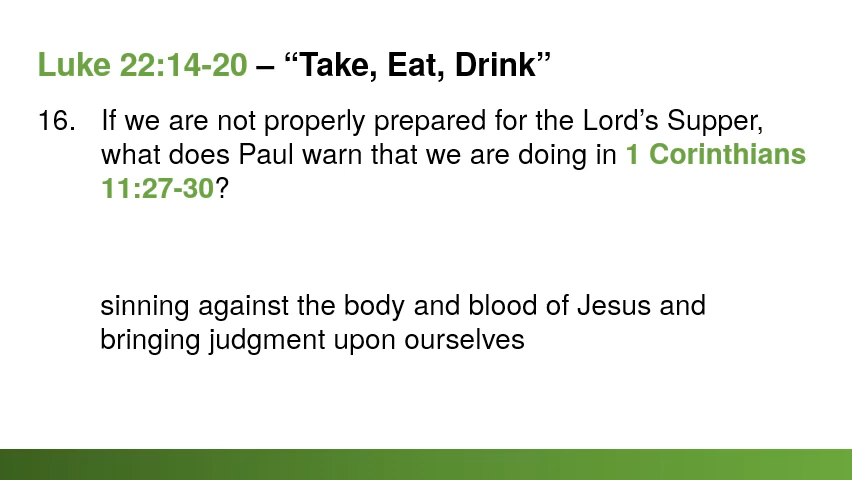 Luke 22:14-20 – “Take, Eat, Drink”
16. If we are not properly prepared for the Lord’s Supper,
what does Paul warn that we are doing in 1 Corinthians
11:27-30?
sinning against the body and blood of Jesus and
bringing judgment upon ourselves